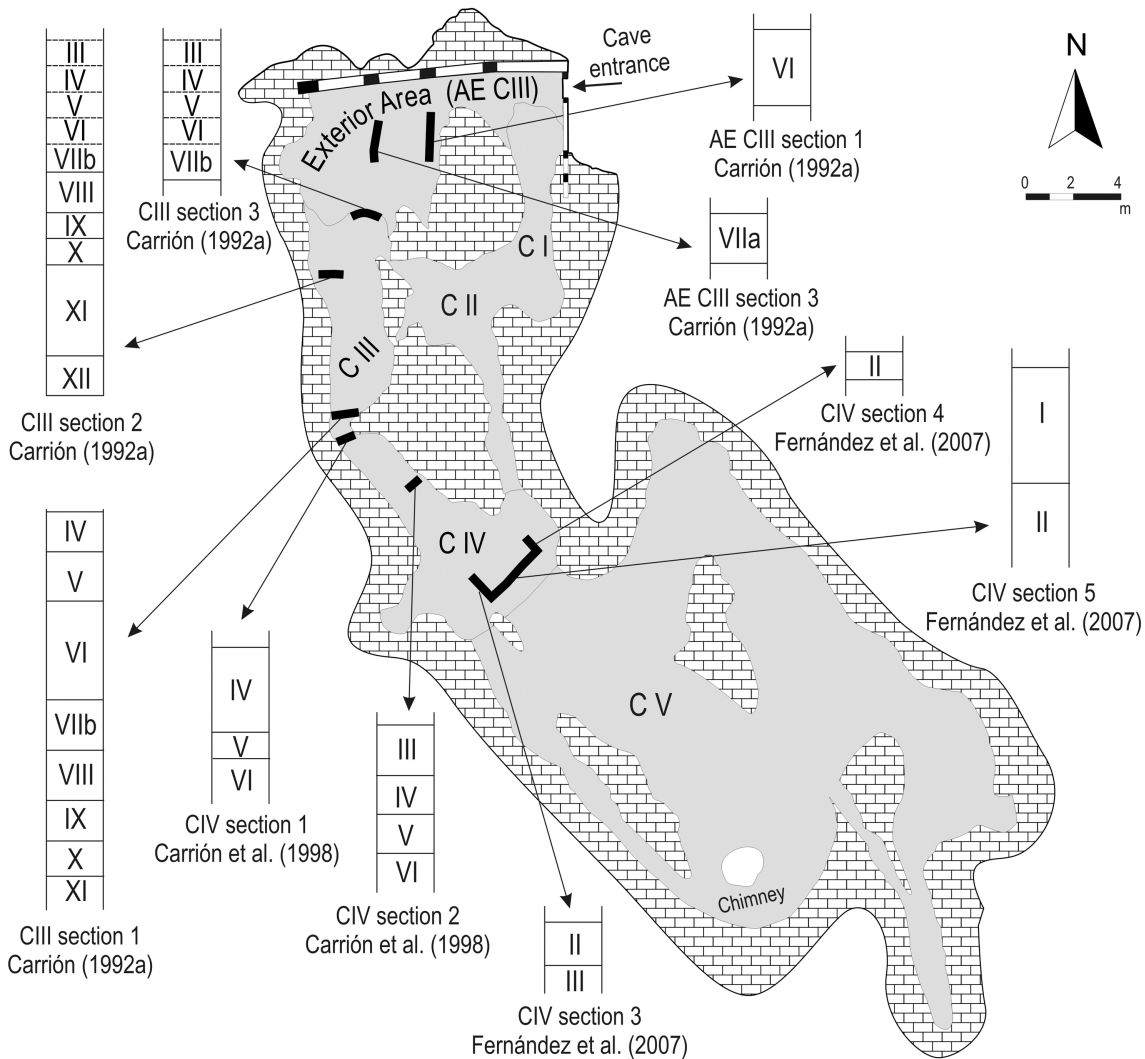 III
IV
V
VI
VIIb
VIII
IX
X
XI
XII
CIII section 2
Carrión (1992a)
III
IV
V
VI
VIIb
CIII section 3
Carrión (1992a)
Exterior Area (AE CIII)
Cave
entrance
VI
AE CIII section 1
Carrión (1992a)
N
0 2 4
m
VIIa
AE CIII section 3
Carrión (1992a)
C I
C II
C III
C IV
C V
Chimney
II
CIV section 4
Fernández et al. (2007)
I
II
CIV section 5
Fernández et al. (2007)
IV
V
VI
VIIb
VIII
IX
X
XI
CIII section 1
Carrión (1992a)
IV
V
VI
CIV section 1
Carrión et al. (1998)
III
IV
V
VI
CIV section 2
Carrión et al. (1998)
II
III
CIV section 3
Fernández et al. (2007)